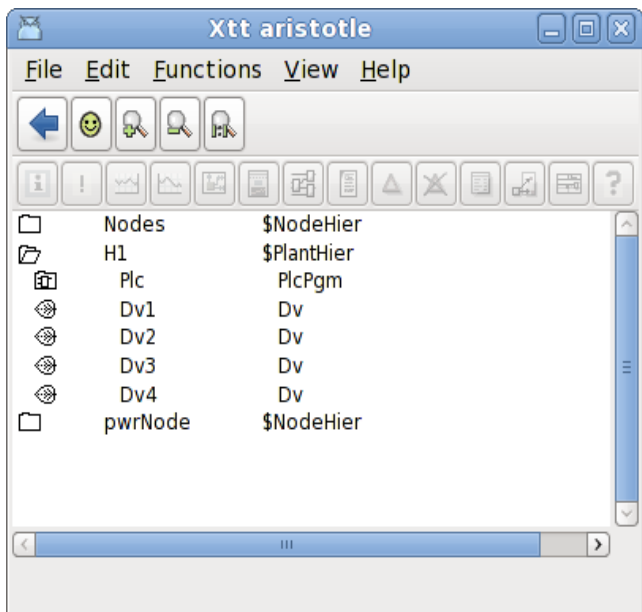 Xtt aristotle
File Edit Functions View Help
Nodes $NodeHier
H1 $PlantHier
Plc PlcPgm
Dv1 Dv
Dv2 Dv
Dv3 Dv
Dv4 Dv
pwrNode $NodeHier